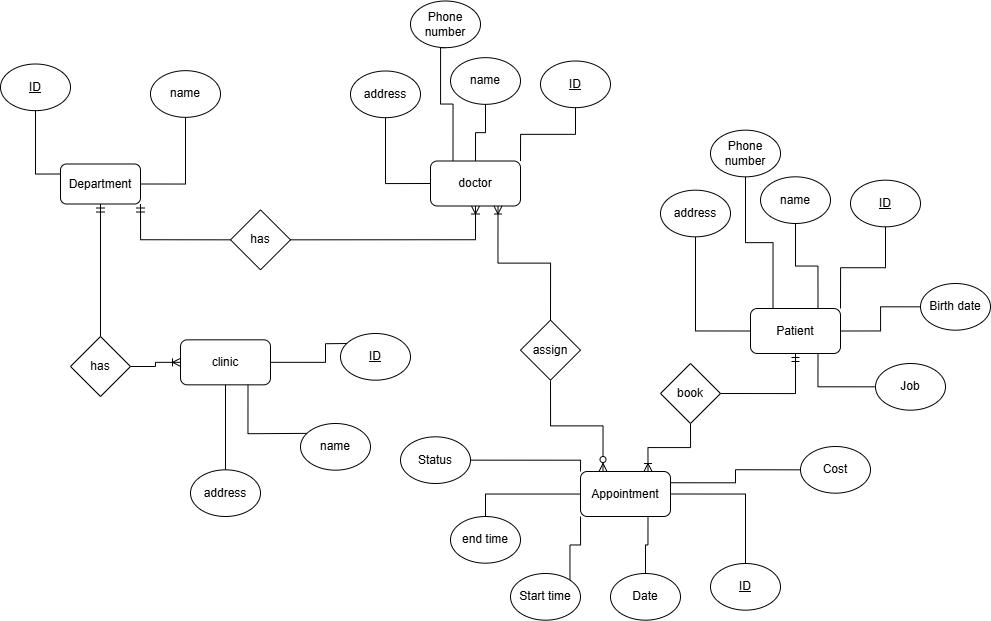 Phone
number
ID
name
address
name
ID
Department
doctor
Phone
number
address
name
ID
has
Birth date
Patient
assign
has
clinic
ID
book
Job
name
Status
Cost
address
Appointment
end time
Start time
Date
ID